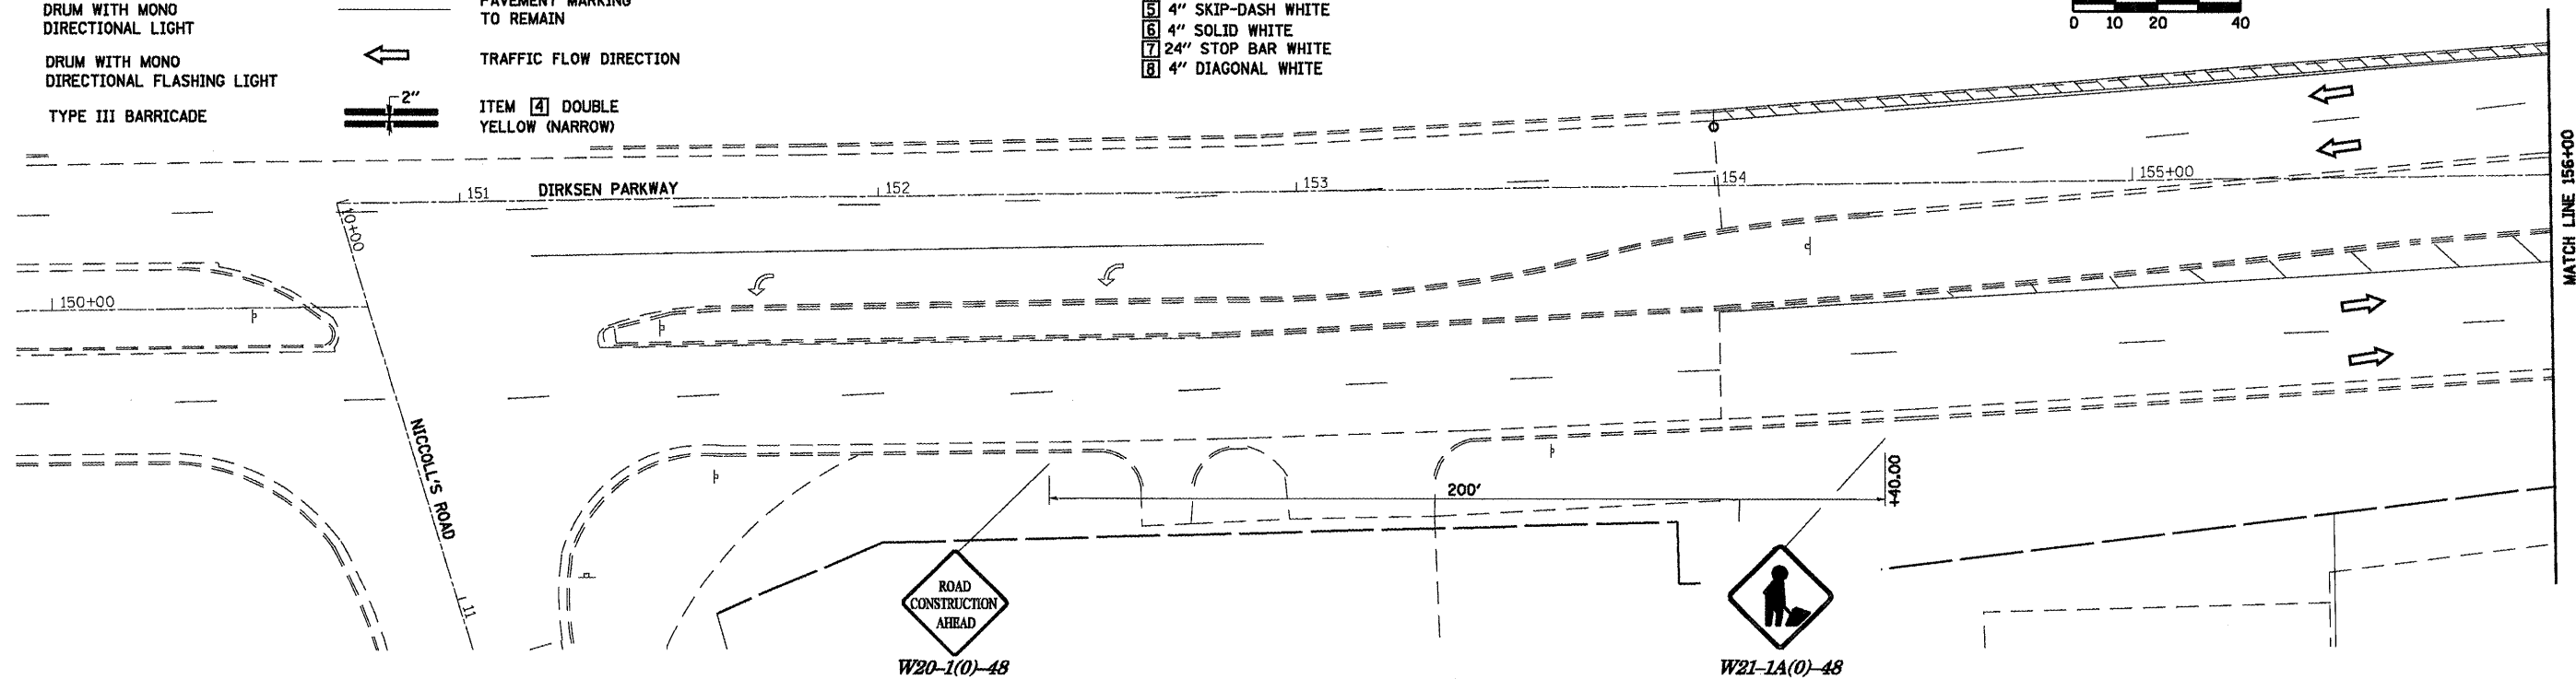 DRUM WITH MONO
DIRECTIONAL LIGHT
DRUM WITH MONO
DIRECTIONAL FLASHING LIGHT
TYPE III BARRICADE
PAVEMENT MARKING
TO REMAIN
TRAFFIC FLOW DIRECTION
2"
ITEM 4 DOUBLE
YELLOW (NARROW)
5 4" SKIP-DASH WHITE
6 4" SOLID WHITE
7 24" STOP BAR WHITE
8 4" DIAGONAL WHITE
0 10 20 40
MATCH LINE 156+00
151
DIRKSEN PARKWAY
152
153
154
155+00
10+00
150+00
NICCOLL'S ROAD
11
200'
+40.00
ROAD
CONSTRUCTION
AHEAD
W20-1(0)-48
W21-1A(0)-48